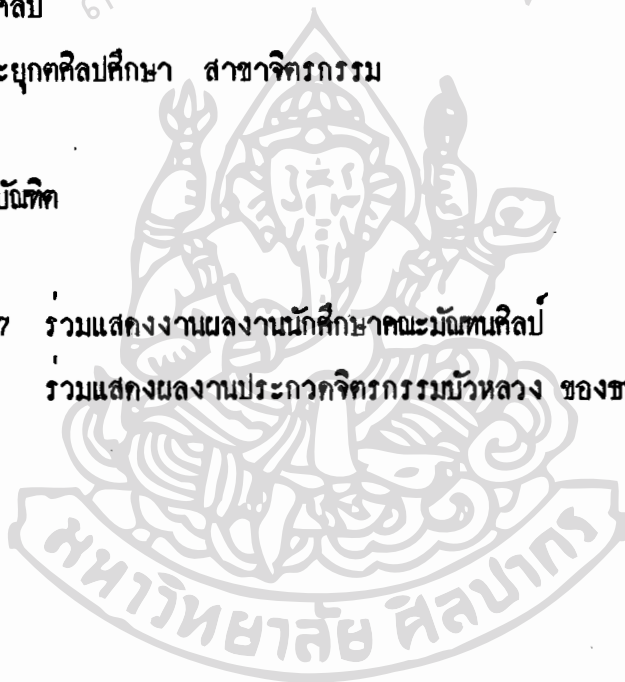 ศิลป์
ะยุกตศิลปศึกษา สาขาจิตรกรรม
บัณฑิต
7 ร่วมแสดงงานผลงานนักศึกษาคณะมัณฑนศิลป์
ร่วมแสดงผลงานประกวดจิตรกรรมบัวหลวง ของธ
มหาวิทยาลัย ศิลปากร